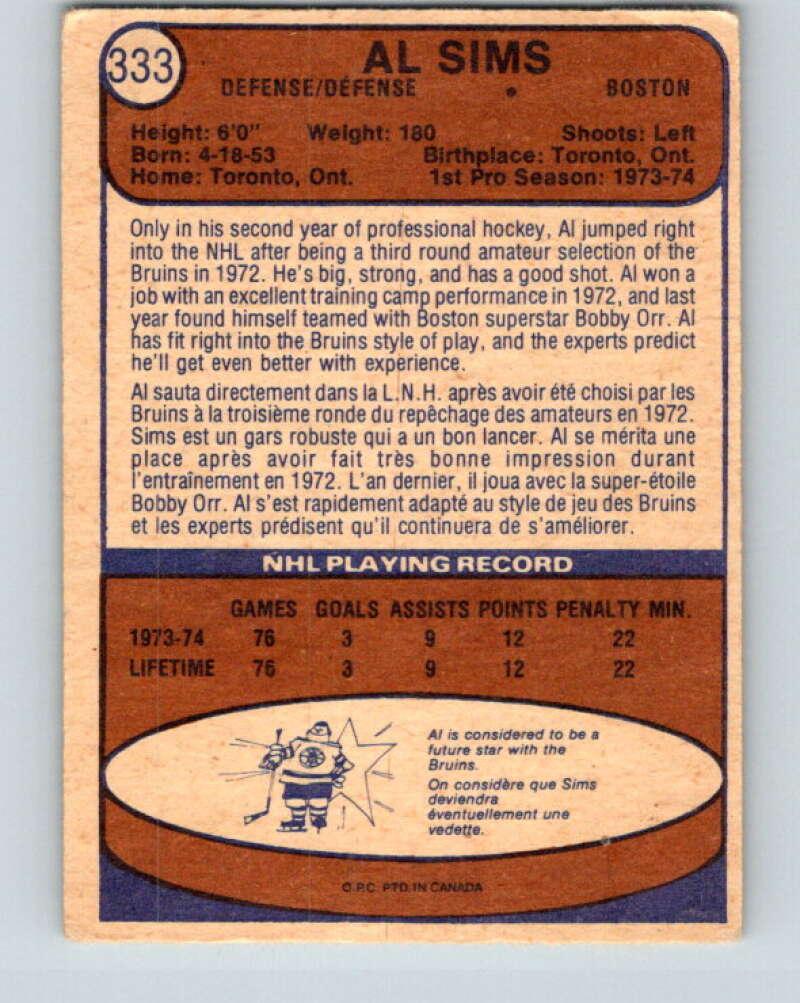 333
AL SIMS
DEFENSE/DÉFENSE BOSTON
Height: 6'0" Weight: 180 Shoots: Left
Born: 4-18-53 Birthplace: Toronto, Ont.
Home: Toronto, Ont. 1st Pro Season: 1973-74
Only in his second year of professional hockey, Al jumped right
into the NHL after being a third round amateur selection of the
Bruins in 1972. He's big, strong, and has a good shot. Al won a
job with an excellent training camp performance in 1972, and last
year found himself teamed with Boston superstar Bobby Orr. Al
has fit right into the Bruins style of play, and the experts predict
he'll get even better with experience.
Al sauta directement dans la L.N.H. après avoir été choisi par les
Bruins à la troisième ronde du repêchage des amateurs en 1972.
Sims est un gars robuste qui a un bon lancer. Al se mérita une
place après avoir fait très bonne impression durant
l'entraînement en 1972. L'an dernier, il joua avec la super-étoile
Bobby Orr. Al s'est rapidement adapté au style de jeu des Bruins
et les experts prédisent qu'il continuera de s'améliorer.
NHL PLAYING RECORD
GAMES GOALS ASSISTS POINTS PENALTY MIN.
1973-74 76 3 9 12 22
LIFETIME 76 3 9 12 22
Al is considered to be a
future star with the
Bruins.
On considère que Sims
deviendra
éventuellement une
vedette.
O.P.C. PTD. IN CANADA